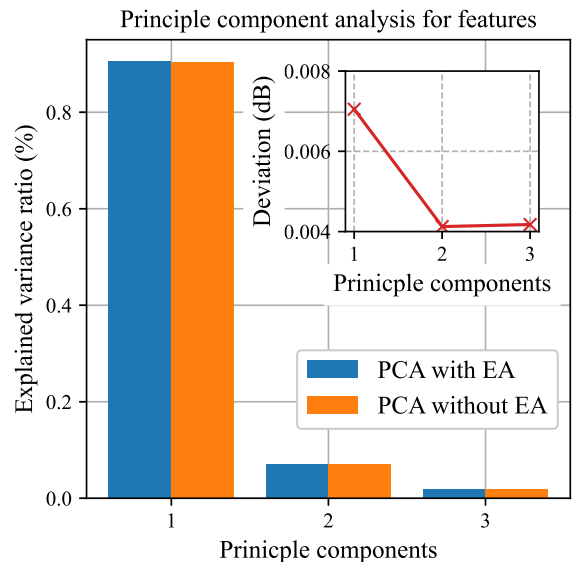 Principle component analysis for features
Explained variance ratio (%)
0.8
0.6
0.4
0.2
0.0
1
2
3
Prinicple components
Deviation (dB)
0.008
0.006
0.004
1
2
3
Prinicple components
PCA with EA
PCA without EA